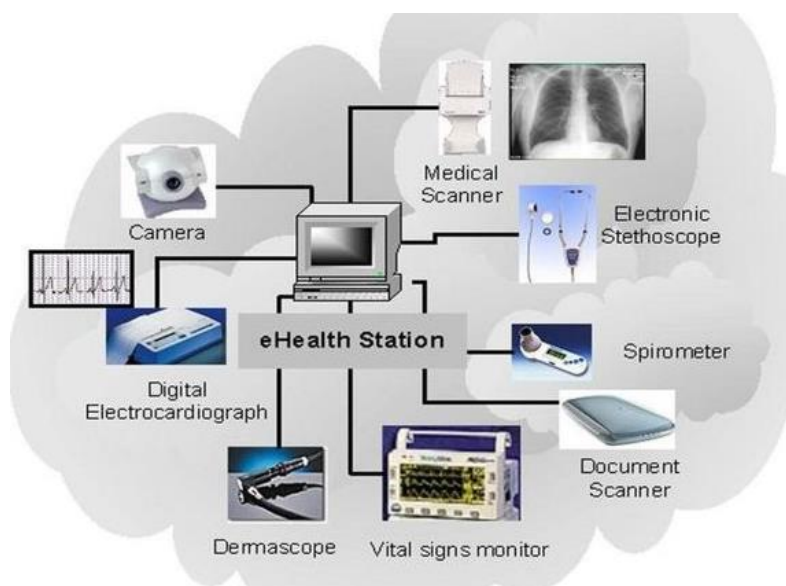 Medical
Scanner
Camera
Electronic
Stethoscope
eHealth Station
Spirometer
Digital
Electrocardiograph
Document
Scanner
Dermascope
Vital signs monitor